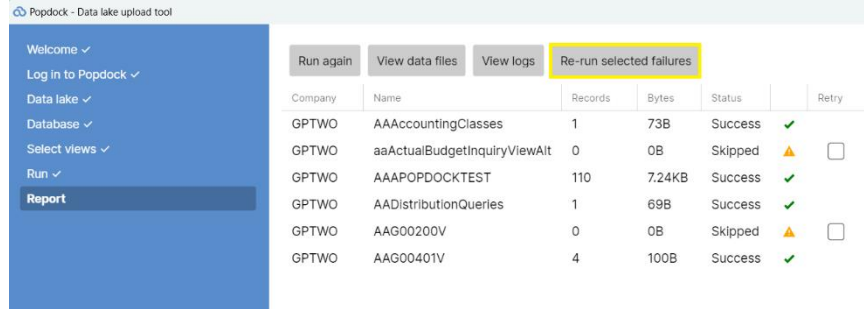 Popdock - Data lake upload tool
Welcome ✓
Log in to Popdock ✓
Data lake ✓
Database ✓
Select views ✓
Run ✓
Report
Run again View data files View logs Re-run selected failures
Company Name Records Bytes Status Retry
GPTWO AAAccountingClasses 1 73B Success ✓
GPTWO aaActualBudgetInquiryViewAlt 0 0B Skipped
GPTWO AAAPOPDOCKTEST 110 7.24KB Success ✓
GPTWO AADistributionQueries 1 69B Success ✓
GPTWO AAG00200V 0 0B Skipped
GPTWO AAG00401V 4 100B Success ✓